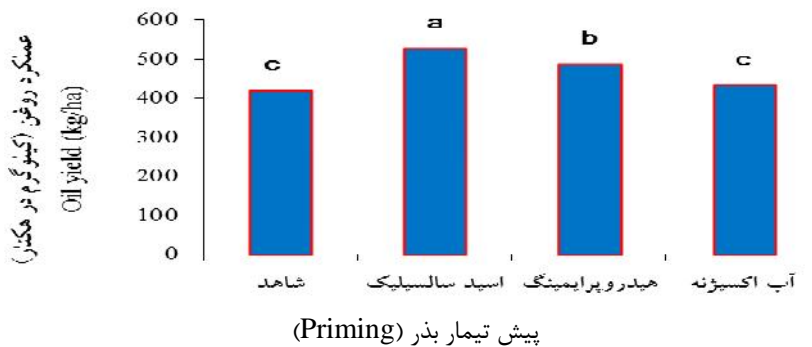 عملکرد روغن (کیلوگرم در هکتار)
Oil yield (kg/ha)
600
500
400
300
200
100
0
c
a
b
c
شاهد
اسید سالسیلیک
هیدروپرایمینگ
آب اکسیژنه
پیش تیمار بذر (Priming)